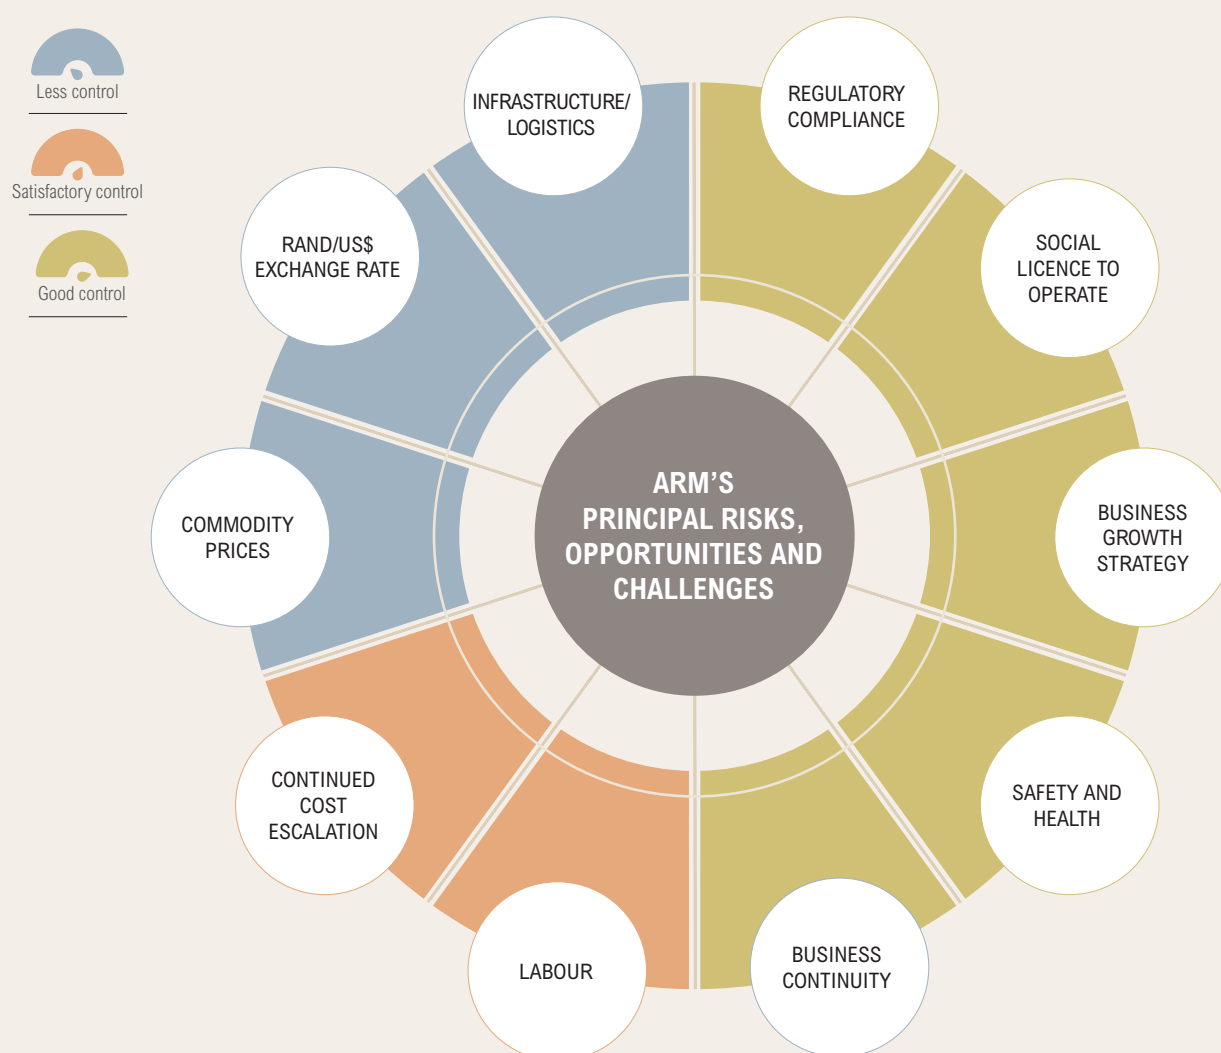 Less control
Satisfactory control
Good control
INFRASTRUCTURE/
LOGISTICS
REGULATORY
COMPLIANCE
RAND/US$
EXCHANGE RATE
SOCIAL
LICENCE TO
OPERATE
COMMODITY
PRICES
ARM'S
PRINCIPAL RISKS,
OPPORTUNITIES AND
CHALLENGES
BUSINESS
GROWTH
STRATEGY
CONTINUED
COST
ESCALATION
SAFETY AND
HEALTH
LABOUR
BUSINESS
CONTINUITY